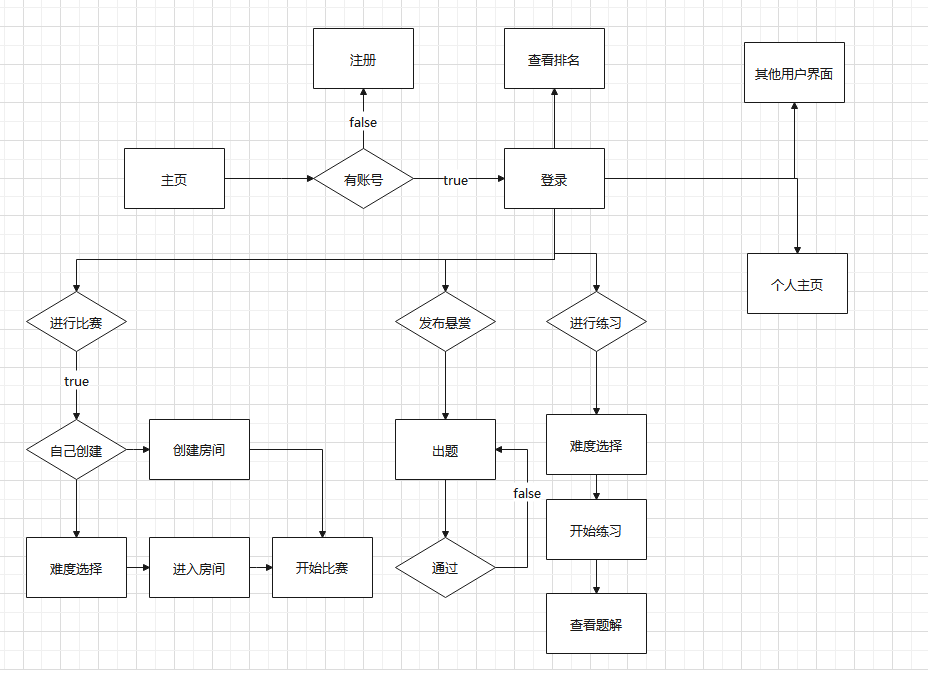 注册
查看排名
其他用户界面
false
主页
有账号
true
登录
个人主页
进行比赛
发布悬赏
进行练习
true
自己创建
创建房间
出题
难度选择
false
开始练习
难度选择
进入房间
开始比赛
通过
查看题解